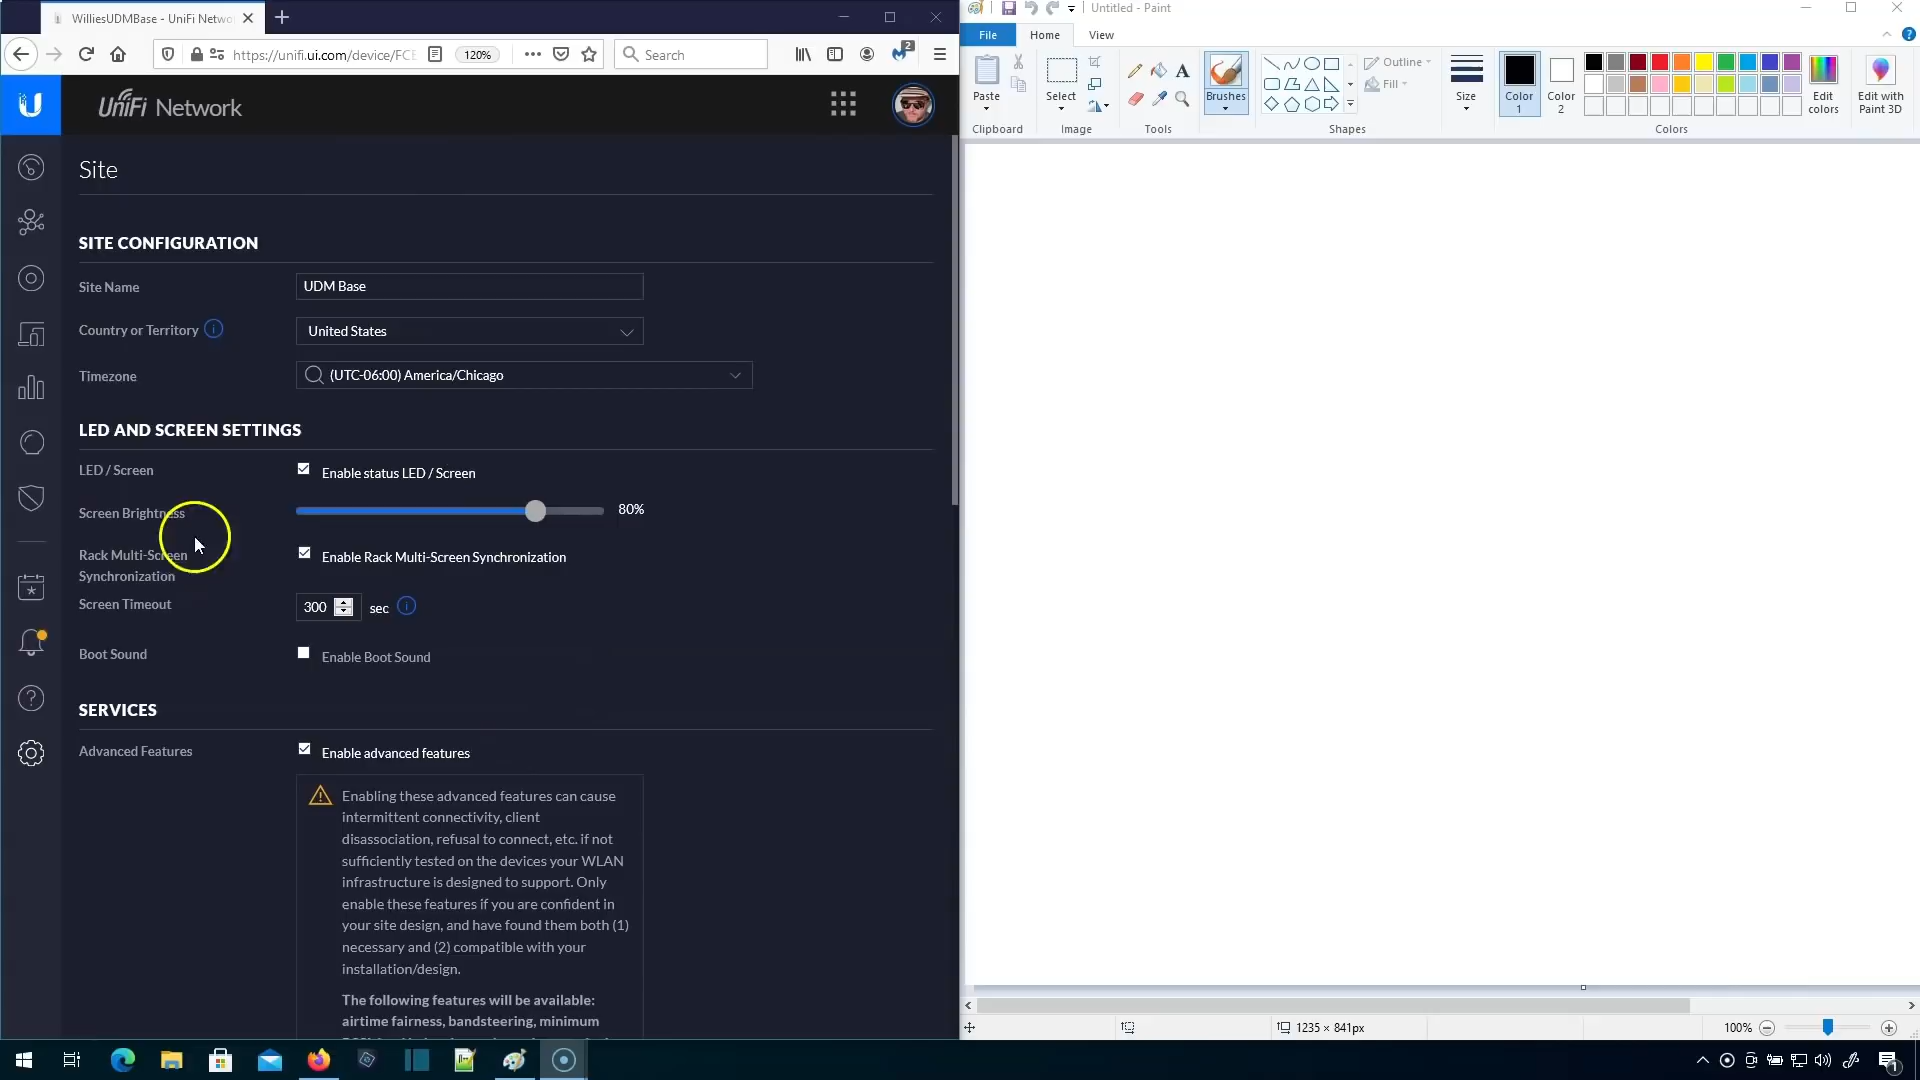 WilliesUDMBase - UniFi Netwo
https://unifi.ui.com/device/FCE
120%
Search
2
UniFi Network
Site
SITE CONFIGURATION
Site Name
UDM Base
Country or Territory
United States
Timezone
(UTC-06:00) America/Chicago
LED AND SCREEN SETTINGS
LED / Screen
Enable status LED / Screen
Screen Brightness
80%
Rack Multi-Screen
Synchronization
Enable Rack Multi-Screen Synchronization
Screen Timeout
300
sec
Boot Sound
Enable Boot Sound
SERVICES
Advanced Features
Enable advanced features
Enabling these advanced features can cause
intermittent connectivity, client
disassociation, refusal to connect, etc. if not
sufficiently tested on the devices your WLAN
infrastructure is designed to support. Only
enable these features if you are confident in
your site design, and have found them both (1)
necessary and (2) compatible with your
installation/design.
The following features will be available:
airtime fairness, bandsteering, minimum
Untitled - Paint
File
Home
View
Paste
Clipboard
Select
Image
A
Tools
Brushes
Outline
Fill
Shapes
Size
Color
1
Color
2
Colors
Edit
colors
Edit with
Paint 3D
1235 × 841px
100%
1